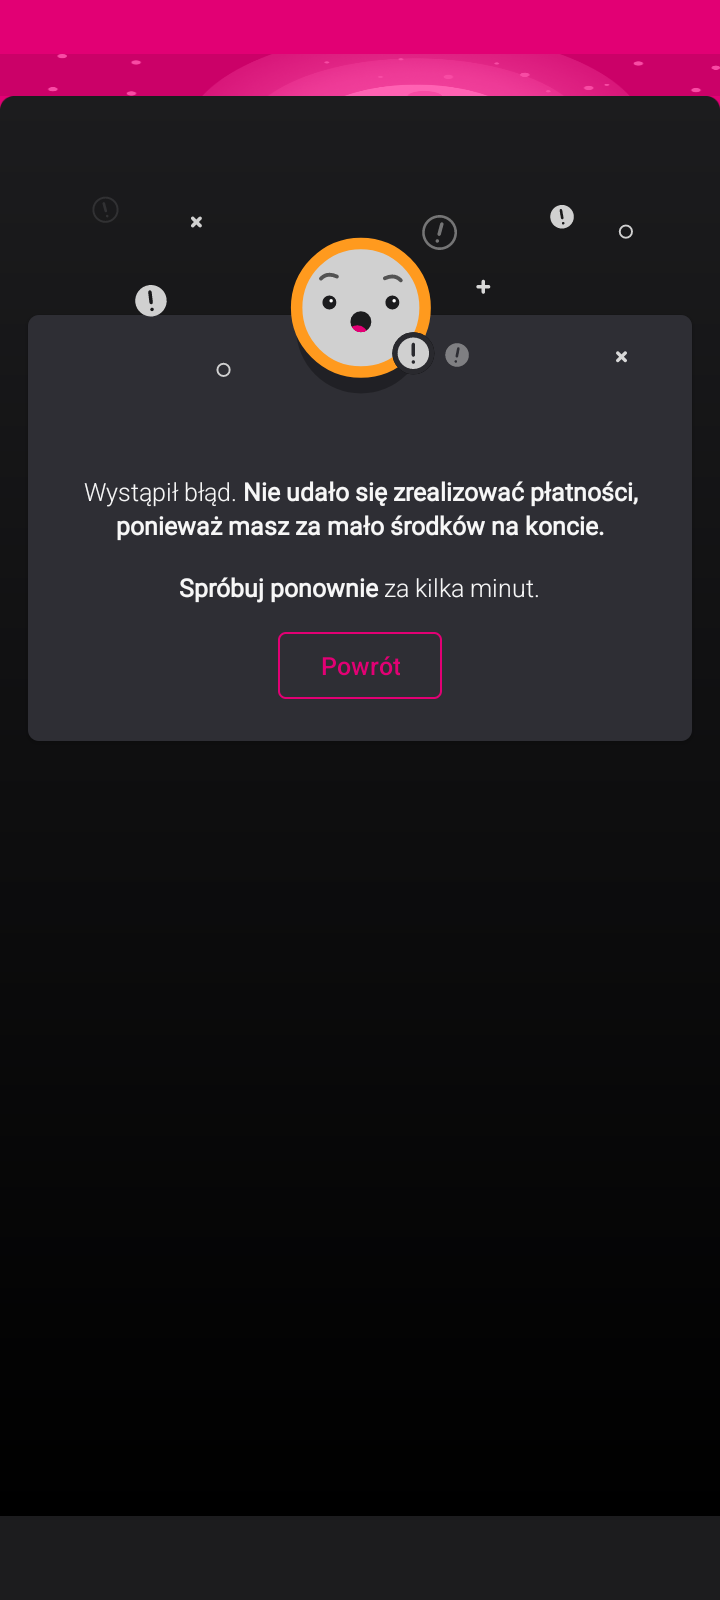 Wystąpił błąd. Nie udało się zrealizować płatności,
ponieważ masz za mało środków na koncie.
Spróbuj ponownie za kilka minut.
Powrót